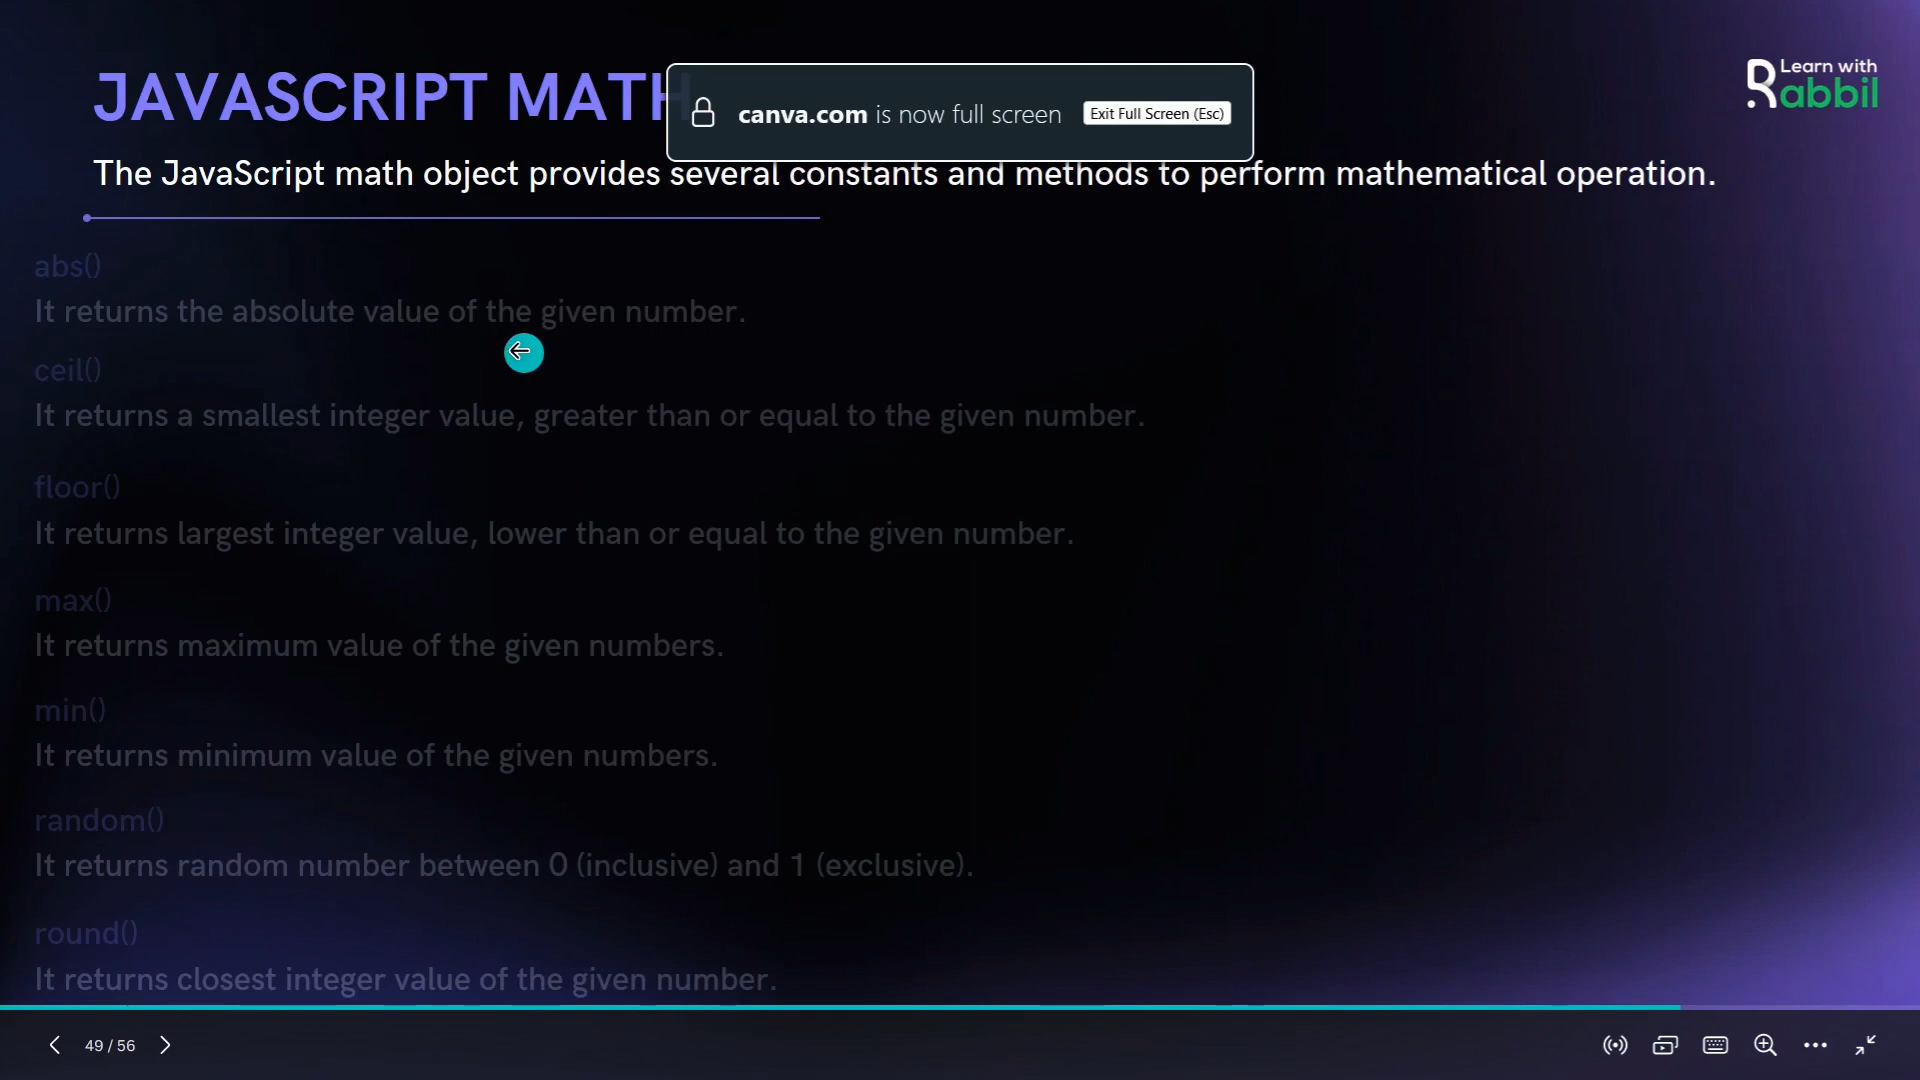 JAVASCRIPT MATH
canva.com is now full screen Exit Full Screen (Esc)
Learn with
Rabbil
The JavaScript math object provides several constants and methods to perform mathematical operation.
abs()
It returns the absolute value of the given number.
ceil()
It returns a smallest integer value, greater than or equal to the given number.
floor()
It returns largest integer value, lower than or equal to the given number.
max()
It returns maximum value of the given numbers.
min()
It returns minimum value of the given numbers.
random()
It returns random number between 0 (inclusive) and 1 (exclusive).
round()
It returns closest integer value of the given number.
49 / 56